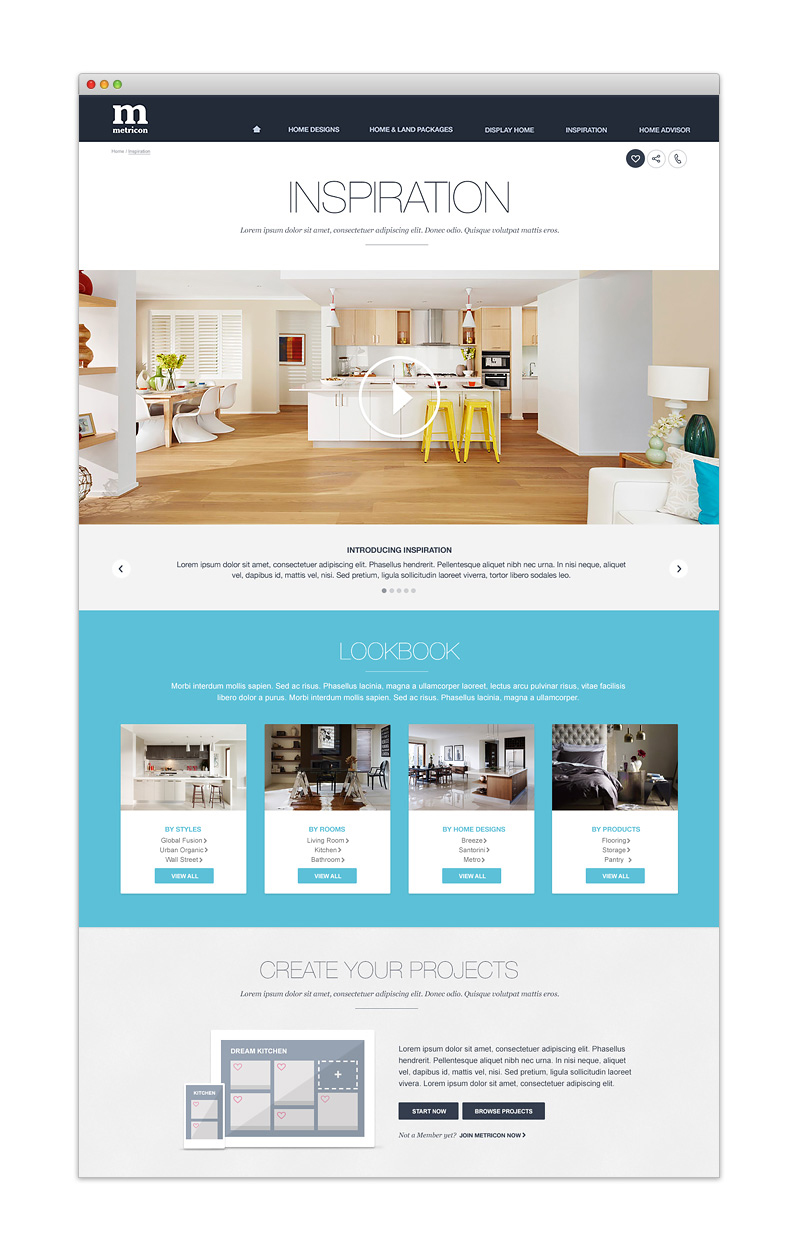 m
metricon
HOME DESIGNS
HOME & LAND PACKAGES
DISPLAY HOME
INSPIRATION
HOME ADVISOR
Home / Inspiration
INSPIRATION
Lorem ipsum dolor sit amet, consectetuer adipiscing elit. Donec odio. Quisque volutpat mattis eros.
INTRODUCING INSPIRATION
Lorem ipsum dolor sit amet, consectetuer adipiscing elit. Phasellus hendrerit. Pellentesque aliquet nibh nec urna. In nisi neque, aliquet
vel, dapibus id, mattis vel, nisi. Sed pretium, ligula sollicitudin laoreet viverra, tortor libero sodales leo.
LOOKBOOK
Morbi interdum mollis sapien. Sed ac risus. Phasellus lacinia, magna a ullamcorper laoreet, lectus arcu pulvinar risus, vitae facilisis
libero dolor a purus. Morbi interdum mollis sapien. Sed ac risus. Phasellus lacinia, magna a ullamcorper.
BY STYLES
Global Fusion
Urban Organic
Wall Street
VIEW ALL
BY ROOMS
Living Room
Kitchen
Bathroom
VIEW ALL
BY HOME DESIGNS
Breeze
Santorini
Metro
VIEW ALL
BY PRODUCTS
Flooring
Storage
Pantry
VIEW ALL
CREATE YOUR PROJECTS
Lorem ipsum dolor sit amet, consectetuer adipiscing elit. Donec odio. Quisque volutpat mattis eros.
DREAM KITCHEN
KITCHEN
Lorem ipsum dolor sit amet, consectetuer adipiscing elit. Phasellus
hendrerit. Pellentesque aliquet nibh nec urna. In nisi neque, aliquet
vel, dapibus id, mattis vel, nisi. Sed pretium, ligula sollicitudin laoreet
vivera. Lorem ipsum dolor sit amet, consectetuer adipiscing elit.
START NOW
BROWSE PROJECTS
Not a Member yet? JOIN METRICON NOW